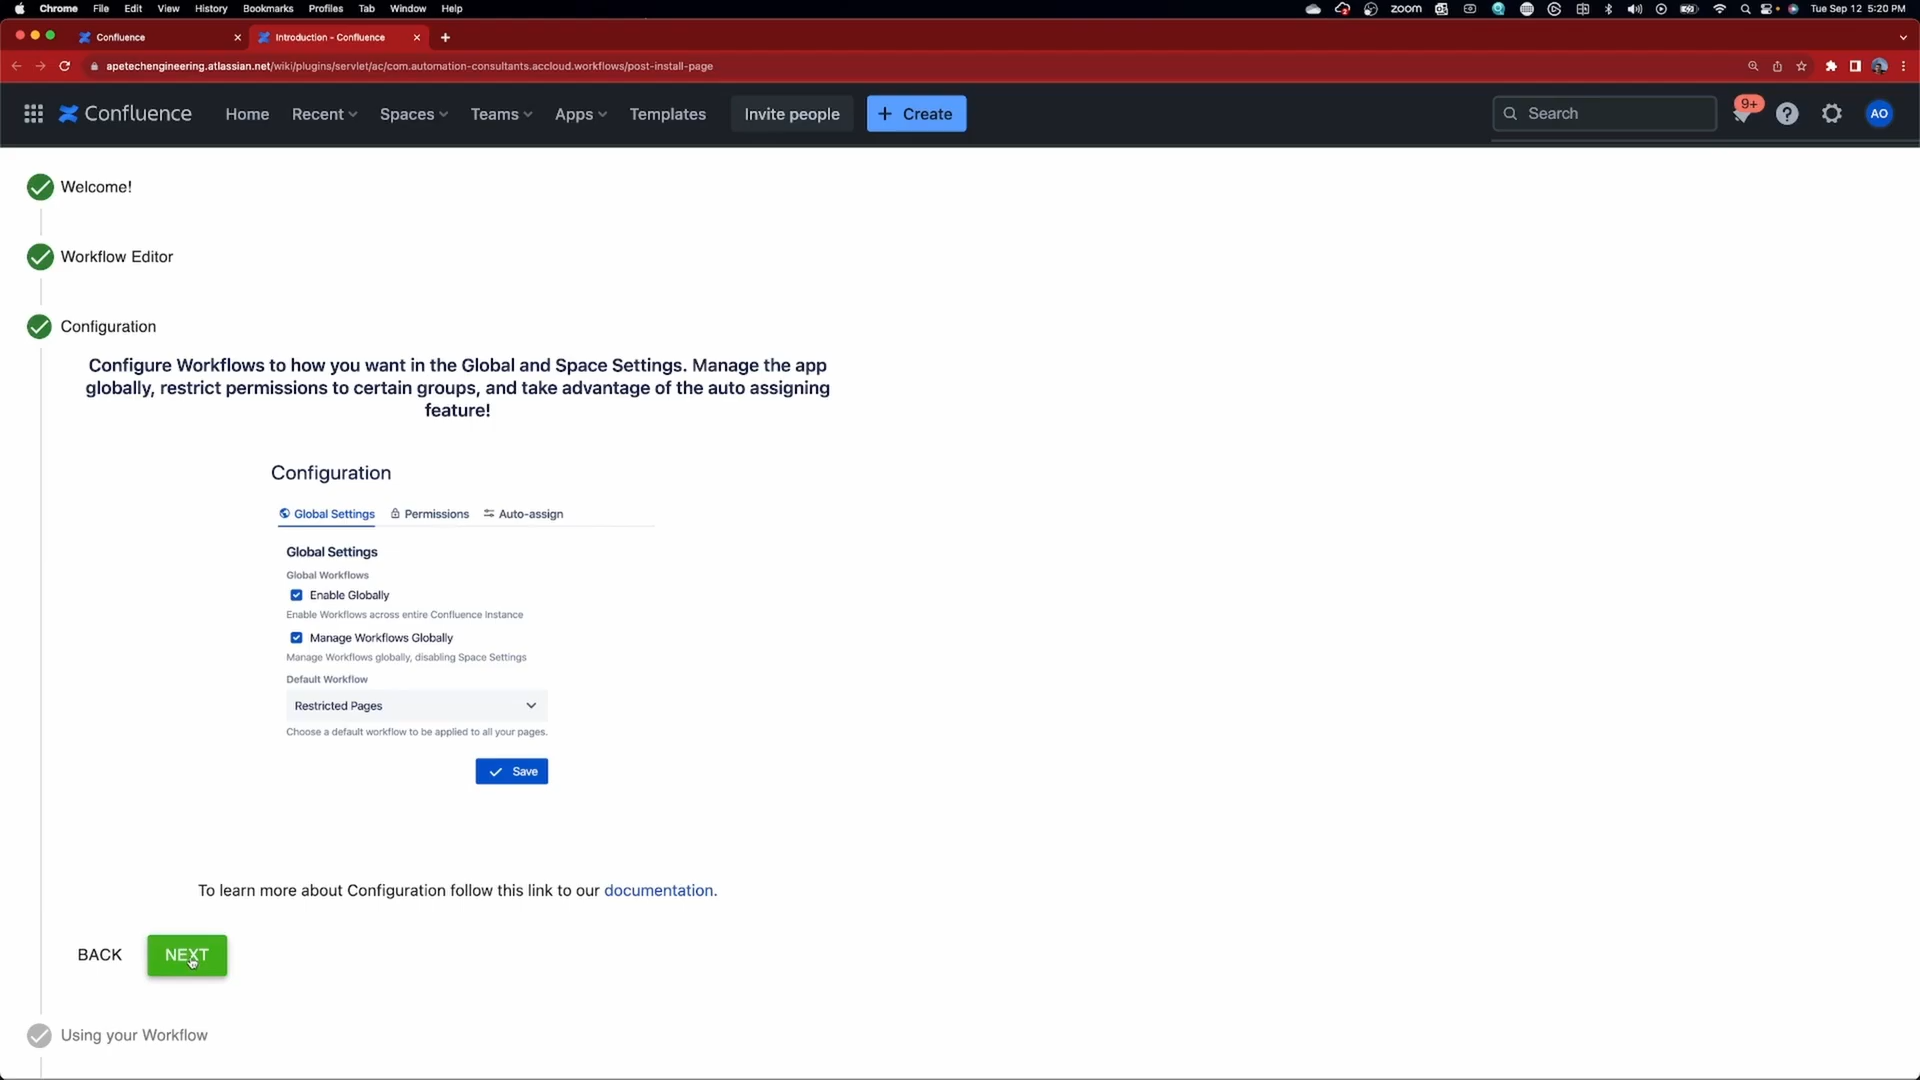 Chrome File Edit View History Bookmarks Profiles Tab Window Help zoom Tue Sep 12 5:20 PM
Confluence Introduction - Confluence
apetechengineering.atlassian.net/wiki/plugins/servlet/ac/com.automation-consultants.accloud.workflows/post-install-page
Confluence Home Recent Spaces Teams Apps Templates Invite people + Create Search 9+ AO
Welcome!
Workflow Editor
Configuration
Configure Workflows to how you want in the Global and Space Settings. Manage the app
globally, restrict permissions to certain groups, and take advantage of the auto assigning
feature!
Configuration
Global Settings Permissions Auto-assign
Global Settings
Global Workflows
Enable Globally
Enable Workflows across entire Confluence Instance
Manage Workflows Globally
Manage Workflows globally, disabling Space Settings
Default Workflow
Restricted Pages
Choose a default workflow to be applied to all your pages.
Save
To learn more about Configuration follow this link to our documentation.
BACK NEXT
Using your Workflow